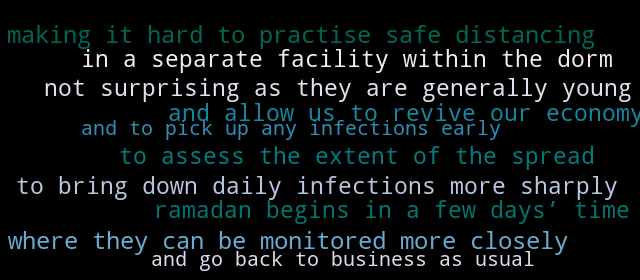 making it hard to practise safe distancing
in a separate facility within the dorm
not surprising as they are generally young
and allow us to revive our economy
and to pick up any infections early
to assess the extent of the spread
to bring down daily infections more sharply
ramadan begins in a few days’ time
where they can be monitored more closely
and go back to business as usual